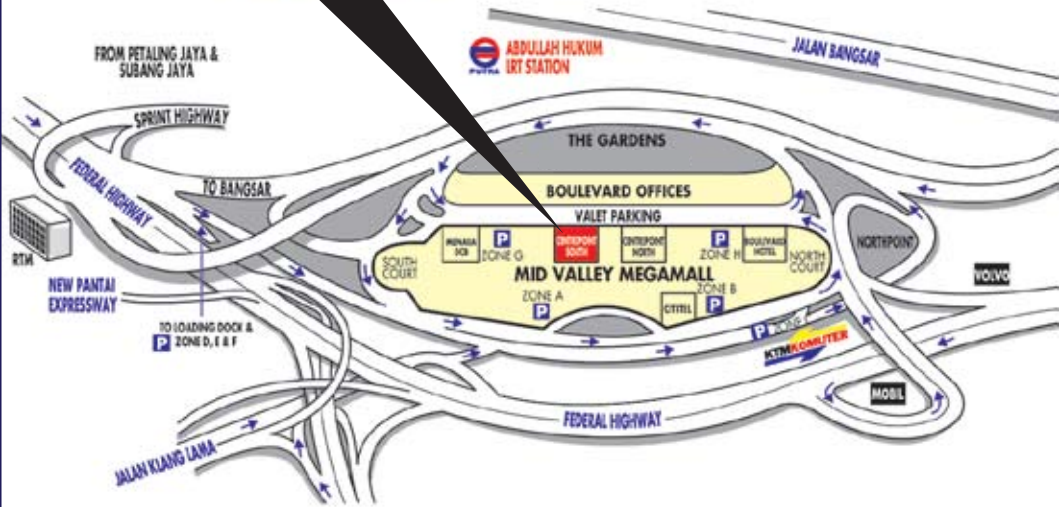 FROM PETALING JAYA &
SUBANG JAYA
PUTRA
ABDULLAH HUKUM
LRT STATION
JALAN BANGSAR
SPRINT HIGHWAY
FEDERAL HIGHWAY
TO BANGSAR
THE GARDENS
BOULEVARD OFFICES
VALET PARKING
RTM
SOUTH
COURT
MENARA
P
ZONE G
CENTREPOINT
SOUTH
CENTREPOINT
NORTH
P
ZONE H
BOULEVARD
HOTEL
NORTH
COURT
NORTHPOINT
MID VALLEY MEGAMALL
VOLVO
NEW PANTAI
EXPRESSWAY
ZONE A
P
CITITEL
ZONE B
P
TO LOADING DOCK &
P ZONE D, E & F
P ZONE
KTM KOMUTER
MOBIL
FEDERAL HIGHWAY
JALAN KLANG LAMA